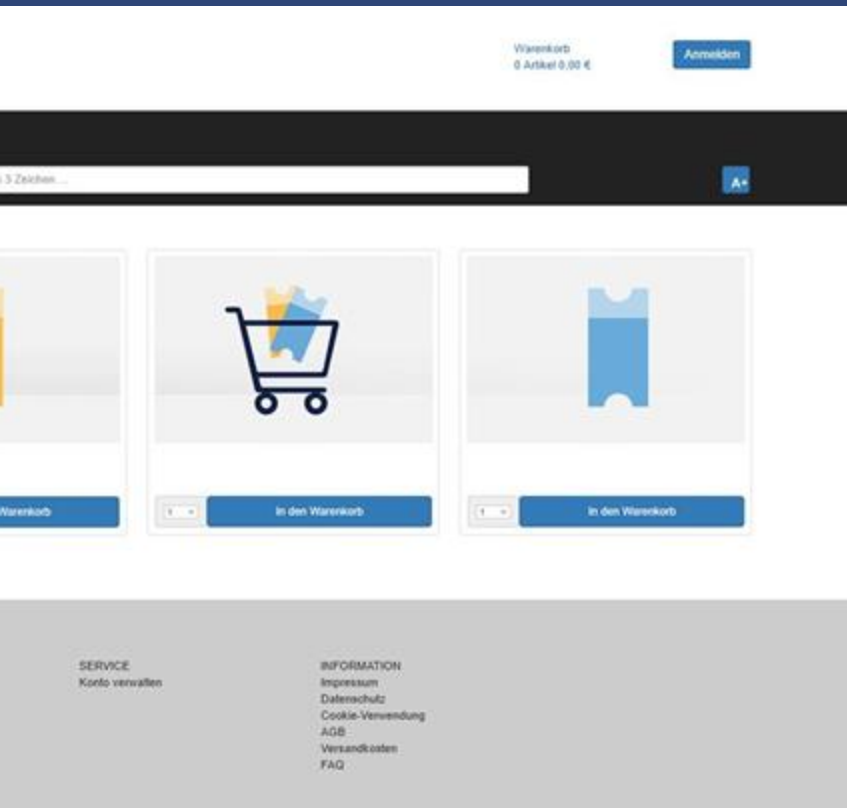 Warenkorb
0 Artikel 0,00 €
Anmelden
3 Zeichen ...
A+
Warenkorb
1
In den Warenkorb
1
In den Warenkorb
SERVICE
Konto verwalten
INFORMATION
Impressum
Datenschutz
Cookie-Verwendung
AGB
Versandkosten
FAQ